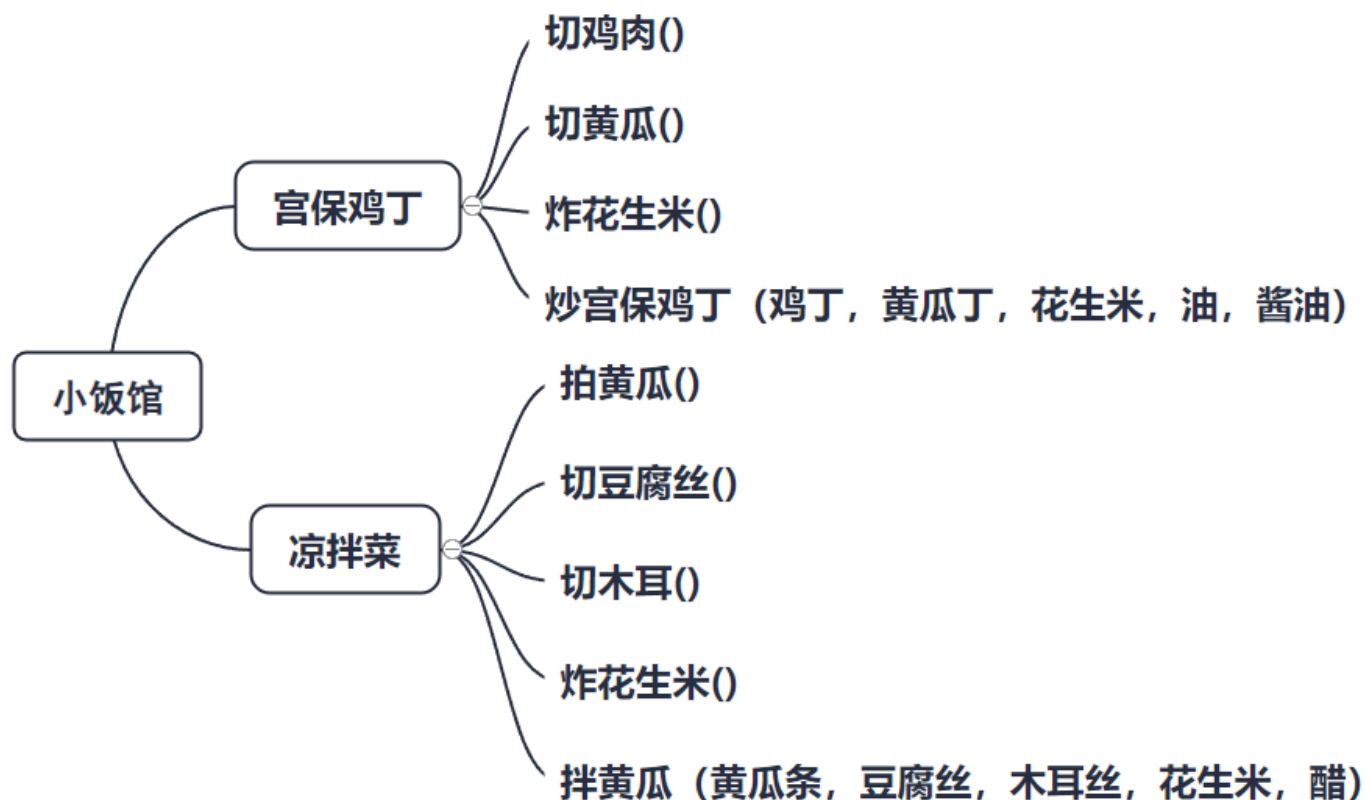 小饭馆
宫保鸡丁
切鸡肉()
切黄瓜()
炸花生米()
炒宫保鸡丁（鸡丁，黄瓜丁，花生米，油，酱油）
凉拌菜
拍黄瓜()
切豆腐丝()
切木耳()
炸花生米()
拌黄瓜（黄瓜条，豆腐丝，木耳丝，花生米，醋）